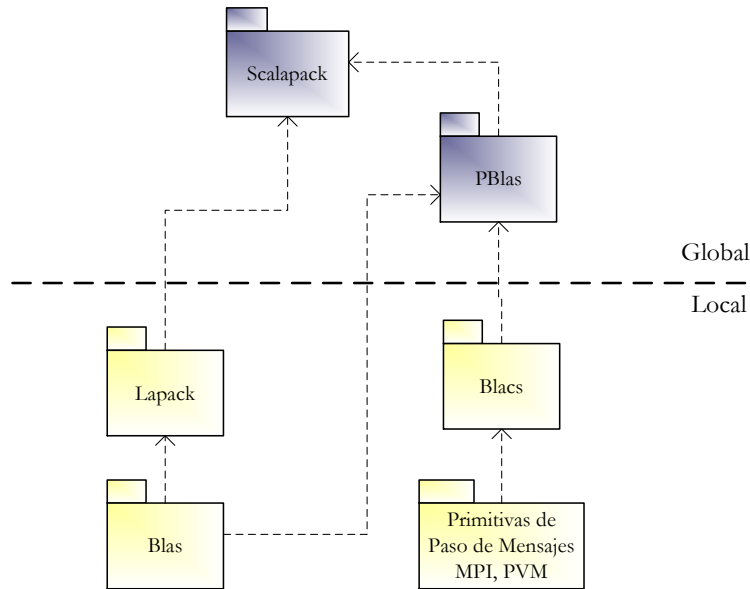 Scalapack
PBlas
Global
Local
Lapack
Blacs
Blas
Primitivas de
Paso de Mensajes
MPI, PVM